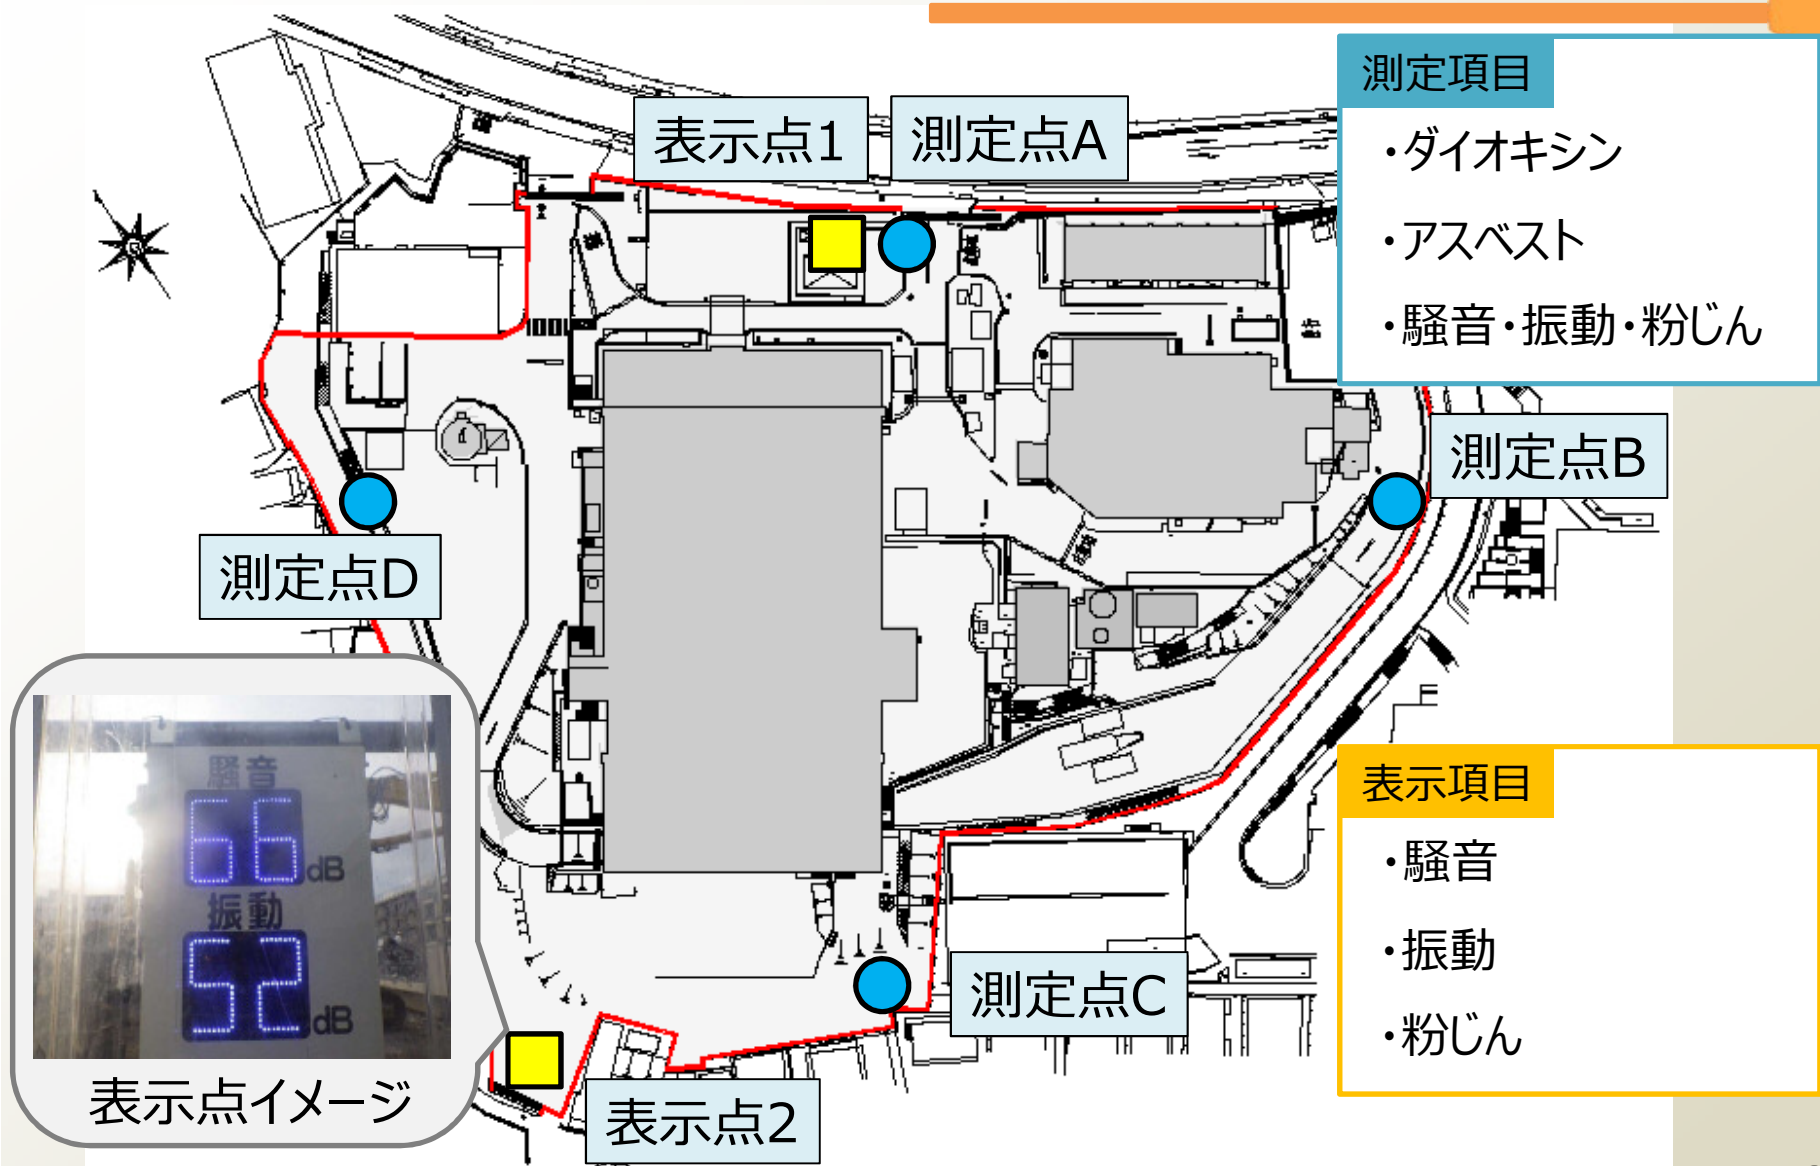 測定項目
・ダイオキシン
・アスベスト
・騒音・振動・粉じん
表示点1
測定点A
測定点B
測定点D
測定点C
表示点2
表示項目
・騒音
・振動
・粉じん
騒音
66 dB
振動
52 dB
表示点イメージ